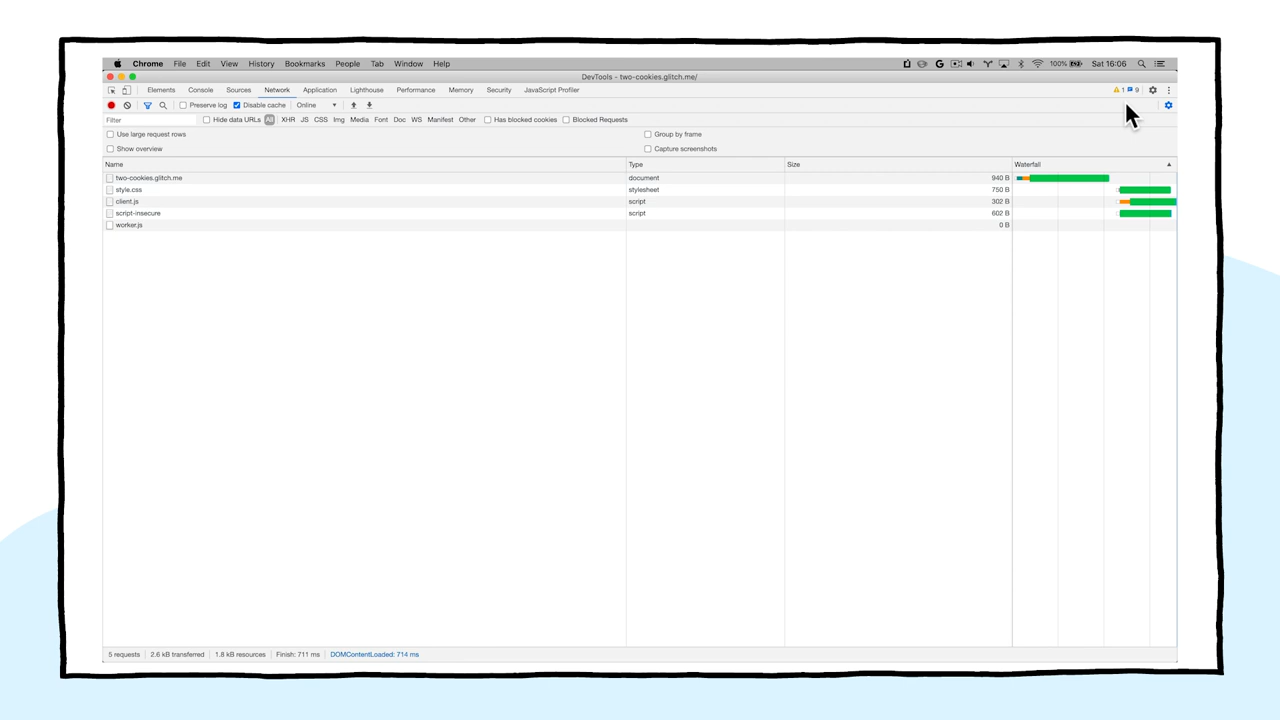 Chrome File Edit View History Bookmarks People Tab Window Help 100% Sat 16:06
DevTools - two-cookies.glitch.me/
Elements Console Sources Network Application Lighthouse Performance Memory Security JavaScript Profiler 1 9
Preserve log Disable cache Online
Filter Hide data URLs All XHR JS CSS Img Media Font Doc WS Manifest Other Has blocked cookies Blocked Requests
Use large request rows Group by frame
Show overview Capture screenshots
Name Type Size Waterfall
two-cookies.glitch.me document 940 B
style.css stylesheet 750 B
client.js script 302 B
script-insecure script 602 B
worker.js 0 B
5 requests 2.6 kB transferred 1.8 kB resources Finish: 711 ms DOMContentLoaded: 714 ms